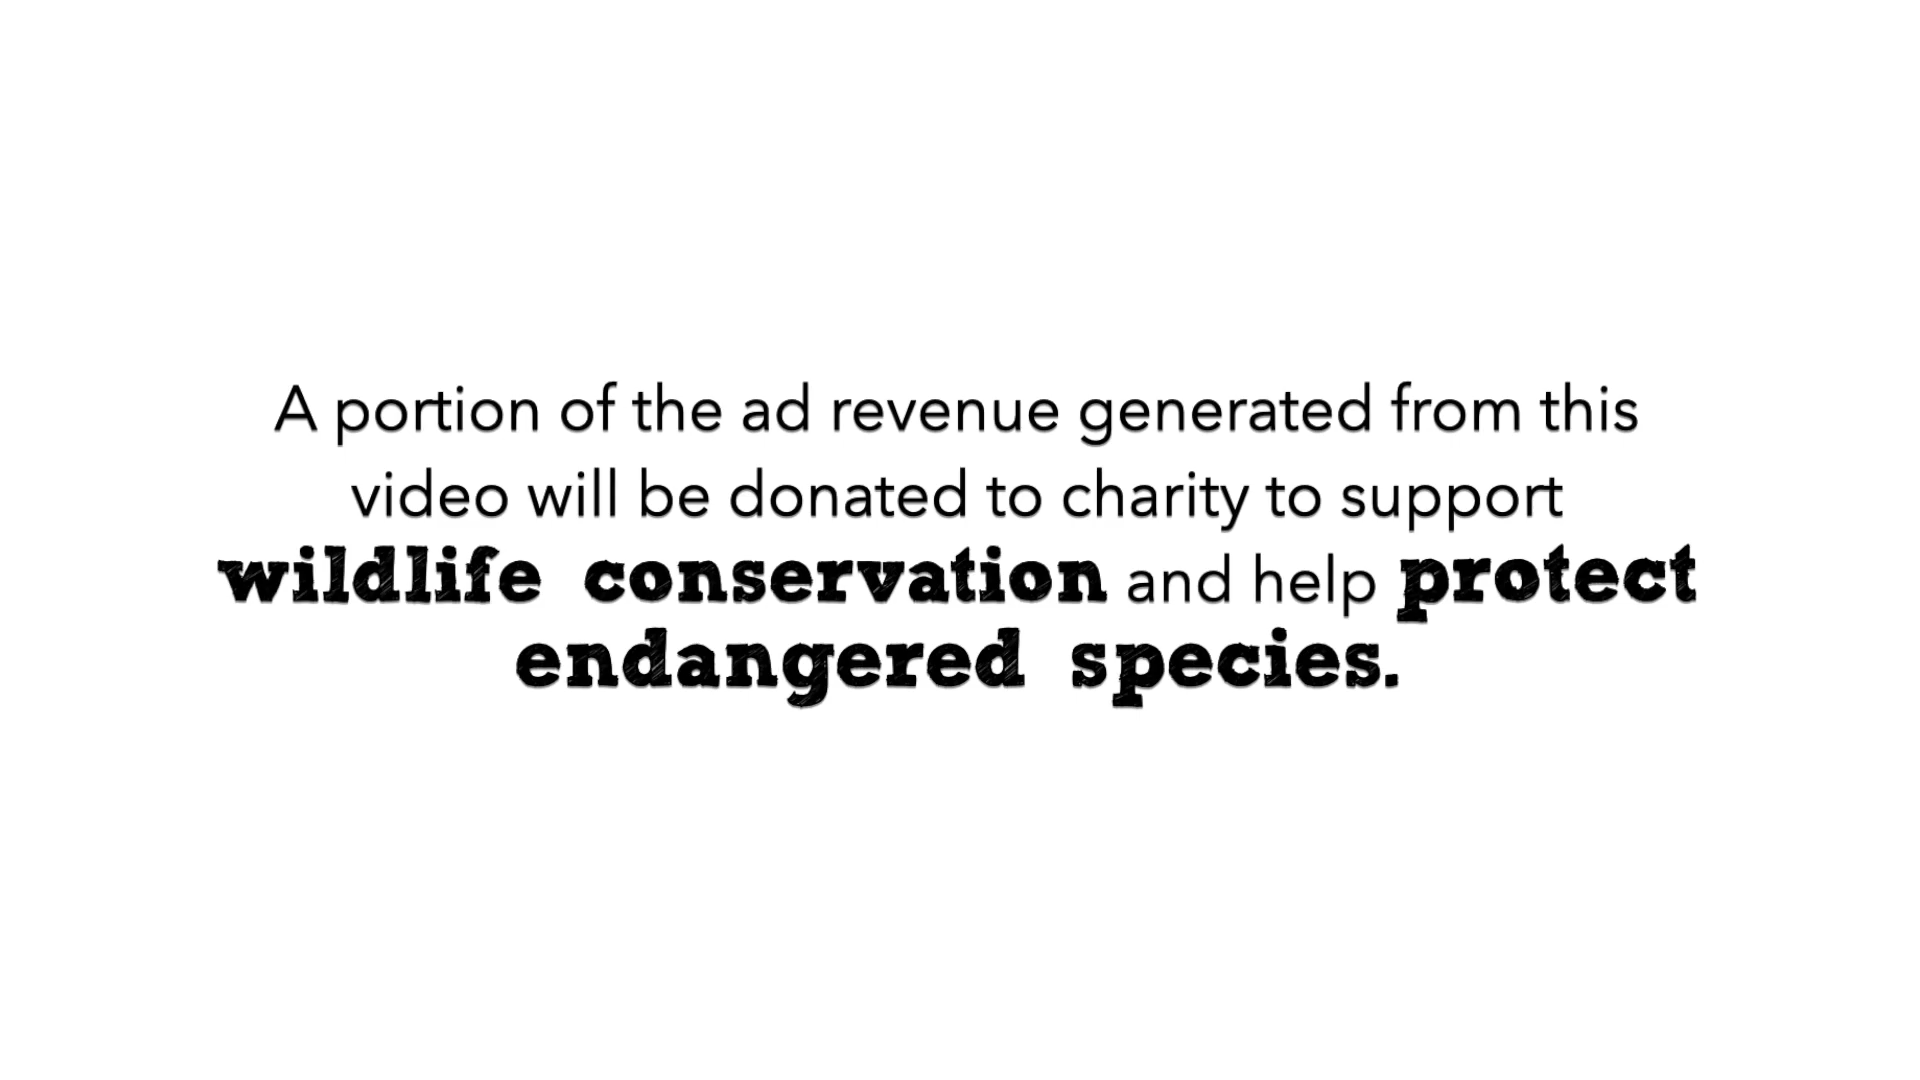 A portion of the ad revenue generated from this
video will be donated to charity to support
wildlife conservation and help protect
endangered species.